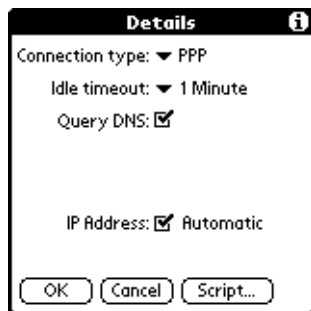 Details i
Connection type: PPP
Idle timeout: 1 Minute
Query DNS:
IP Address: Automatic
OK Cancel Script...